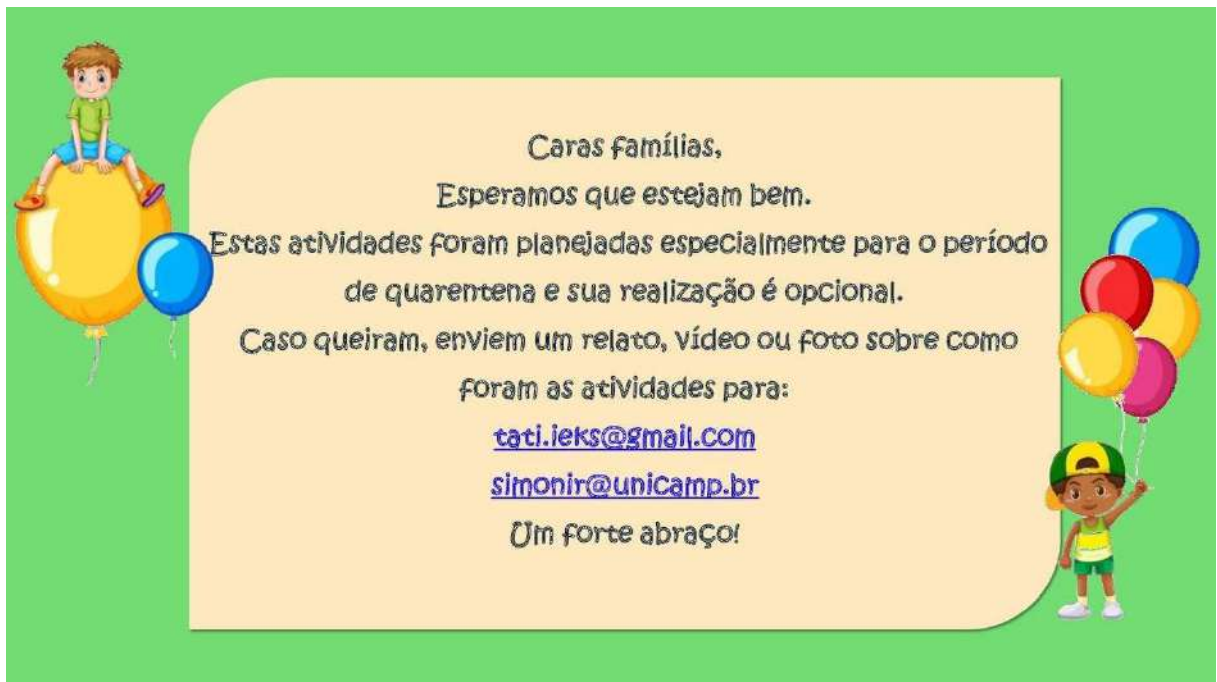 Caras famílias,
Esperamos que estejam bem.
Estas atividades foram planejadas especialmente para o período
de quarentena e sua realização é opcional.
Caso queiram, enviem um relato, vídeo ou foto sobre como
foram as atividades para:
tati.ieks@gmail.com
simonir@unicamp.br
Um forte abraço!